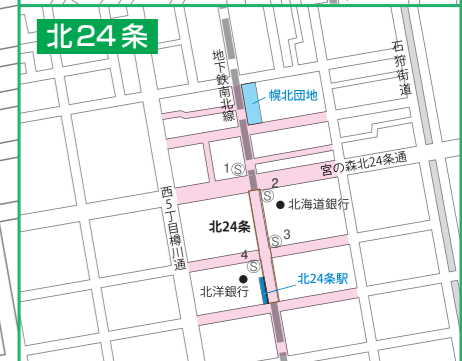 北24条
地下鉄南北線
石狩街道
幌北団地
宮の森北24条通
1Ⓢ
2
Ⓢ
北海道銀行
西5丁目樽川通
北24条
3
Ⓢ
4
Ⓢ
北24条駅
北洋銀行